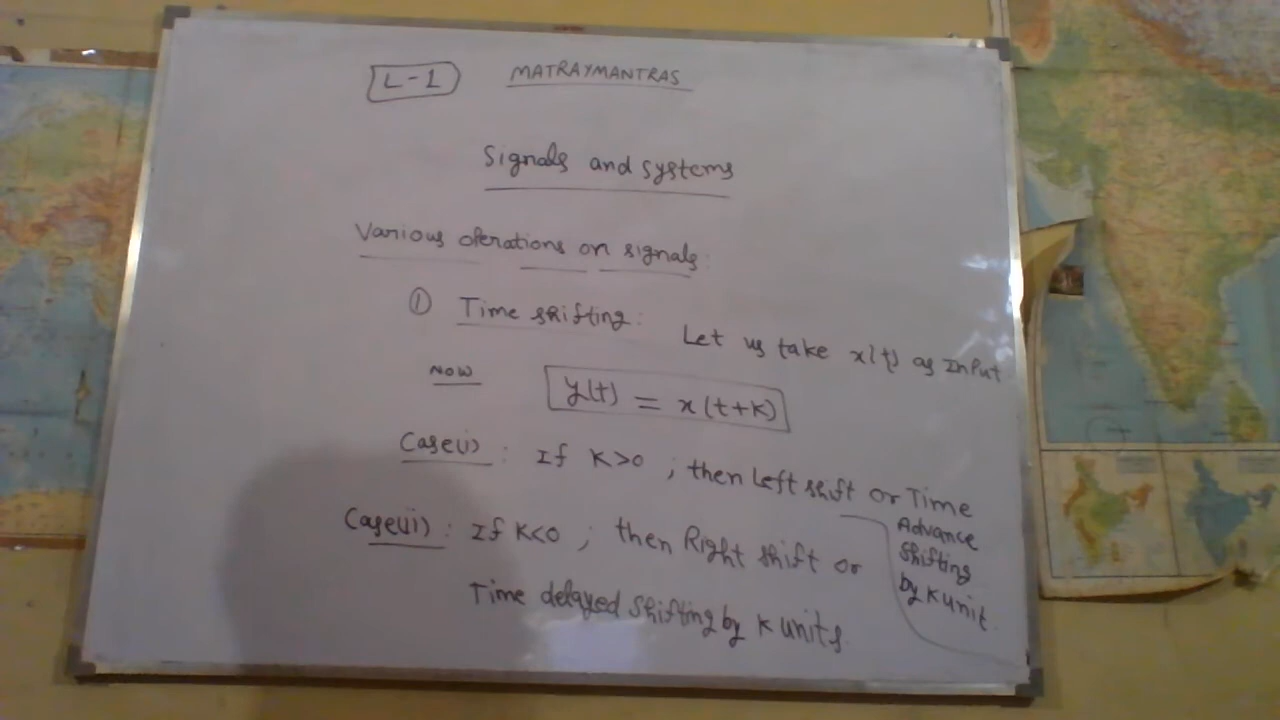 L-1 MATRAYMANTRAS
Signals and systems
Various operations on signals:
① Time shifting: Let us take x(t) as Input
NOW y(t) = x(t+K)
Case(i) : If K>0 ; then Left shift or Time
Advance
shifting
by K unit.
Case(ii) : If K<0 ; then Right shift or
Time delayed shifting by K units.